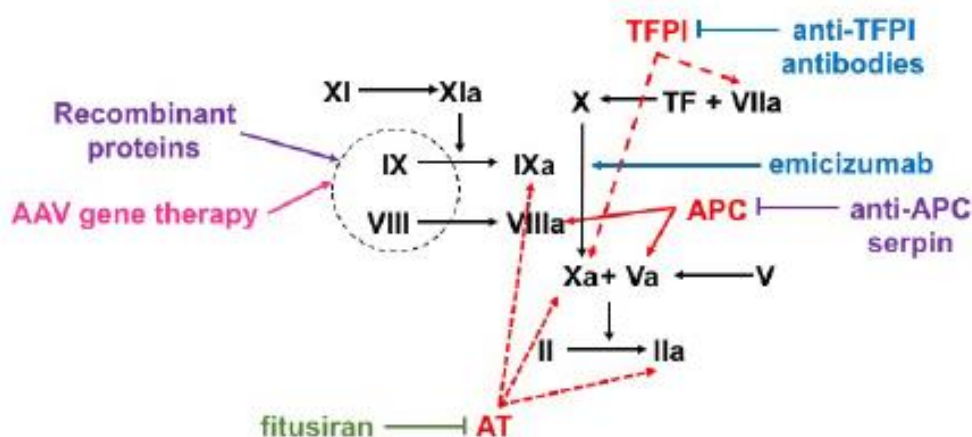 TFPI
anti-TFPI
antibodies
XI
XIa
X
TF + VIIa
Recombinant
proteins
IX
IXa
emicizumab
AAV gene therapy
VIII
VIIIa
APC
anti-APC
serpin
Xa+ Va
V
II
IIa
fitusiran
AT